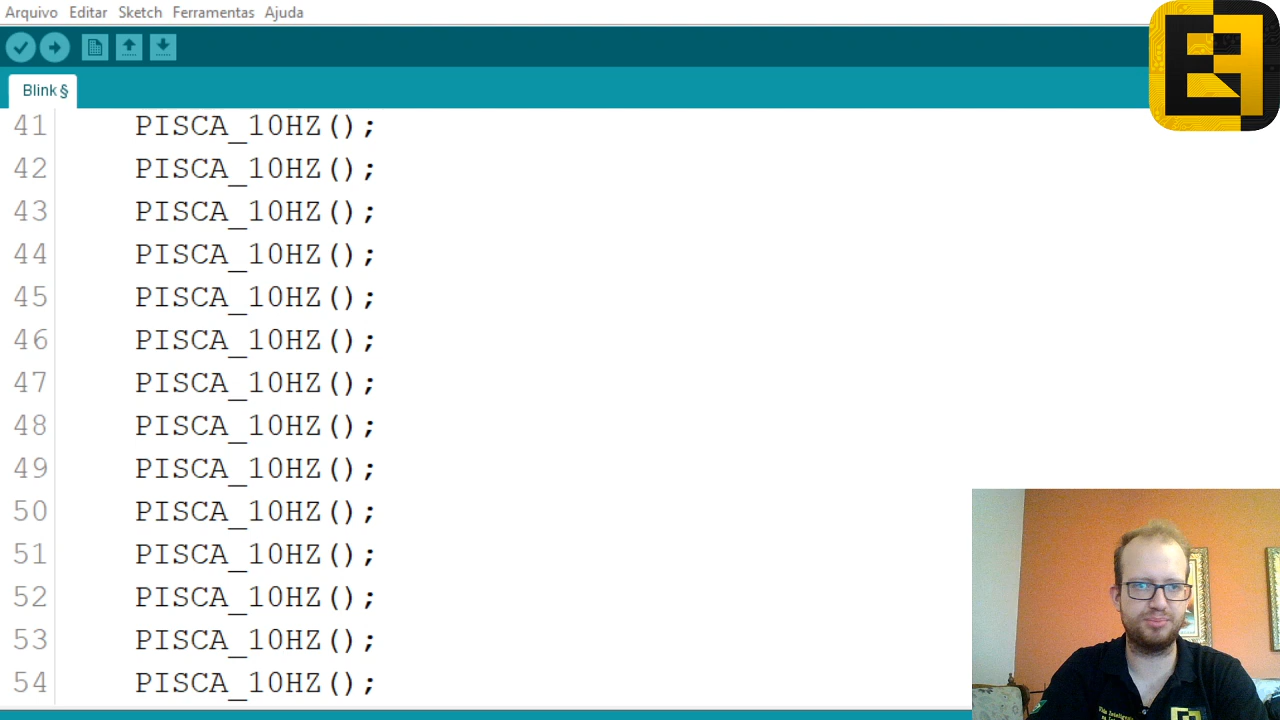 Arquivo Editar Sketch Ferramentas Ajuda
Blink §
41 PISCA_10HZ();
42 PISCA_10HZ();
43 PISCA_10HZ();
44 PISCA_10HZ();
45 PISCA_10HZ();
46 PISCA_10HZ();
47 PISCA_10HZ();
48 PISCA_10HZ();
49 PISCA_10HZ();
50 PISCA_10HZ();
51 PISCA_10HZ();
52 PISCA_10HZ();
53 PISCA_10HZ();
54 PISCA_10HZ();